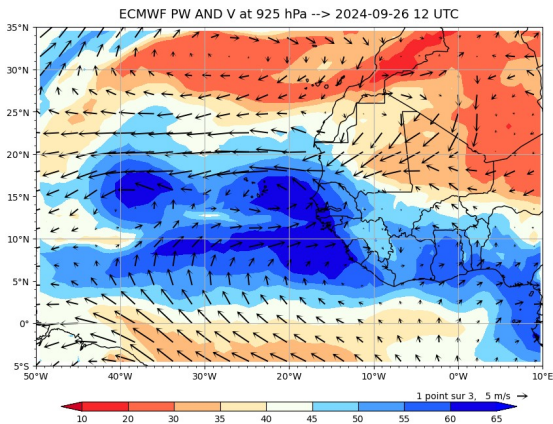 ECMWF PW AND V at 925 hPa --> 2024-09-26 12 UTC
35°N
30°N
25°N
20°N
15°N
10°N
5°N
0°
5°S
50°W 40°W 30°W 20°W 10°W 0°W 10°E
1 point sur 3, 5 m/s
10 20 30 35 40 45 50 55 60 65